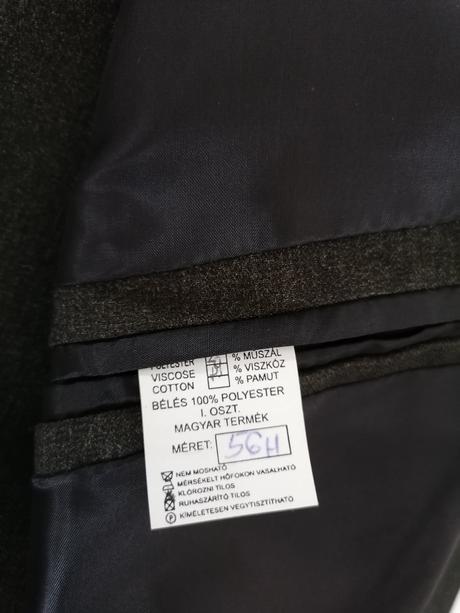 POLYESTER % MŰSZÁL
VISCOSE % VISZKÓZ
COTTON % PAMUT
BÉLÉS 100% POLYESTER
I. OSZT.
MAGYAR TERMÉK
MÉRET: 56H
NEM MOSHATÓ
MÉRSÉKELT HŐFOKON VASALHATÓ
KLÓROZNI TILOS
RUHASZÁRÍTÓ TILOS
P KÍMÉLETESEN VEGYTISZTÍTHATÓ